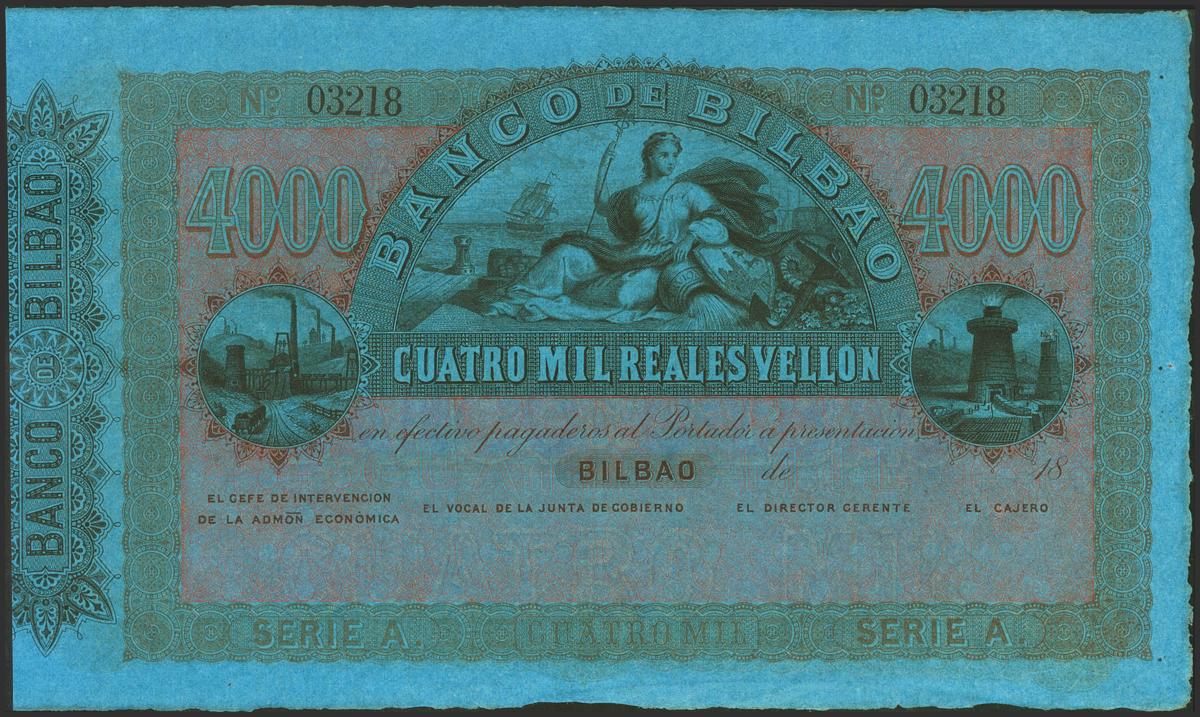 BANCO DE BILBAO
Nº 03218
Nº 03218
BANCO DE BILBAO
4000
4000
CUATRO MIL REALES VELLON
en efectivo pagaderos al Portador á presentacion
BILBAO de 18
EL GEFE DE INTERVENCION
DE LA ADMŌN ECONÓMICA
EL VOCAL DE LA JUNTA DE GOBIERNO
EL DIRECTOR GERENTE
EL CAJERO
SERIE A.
CUATRO MIL
SERIE A.